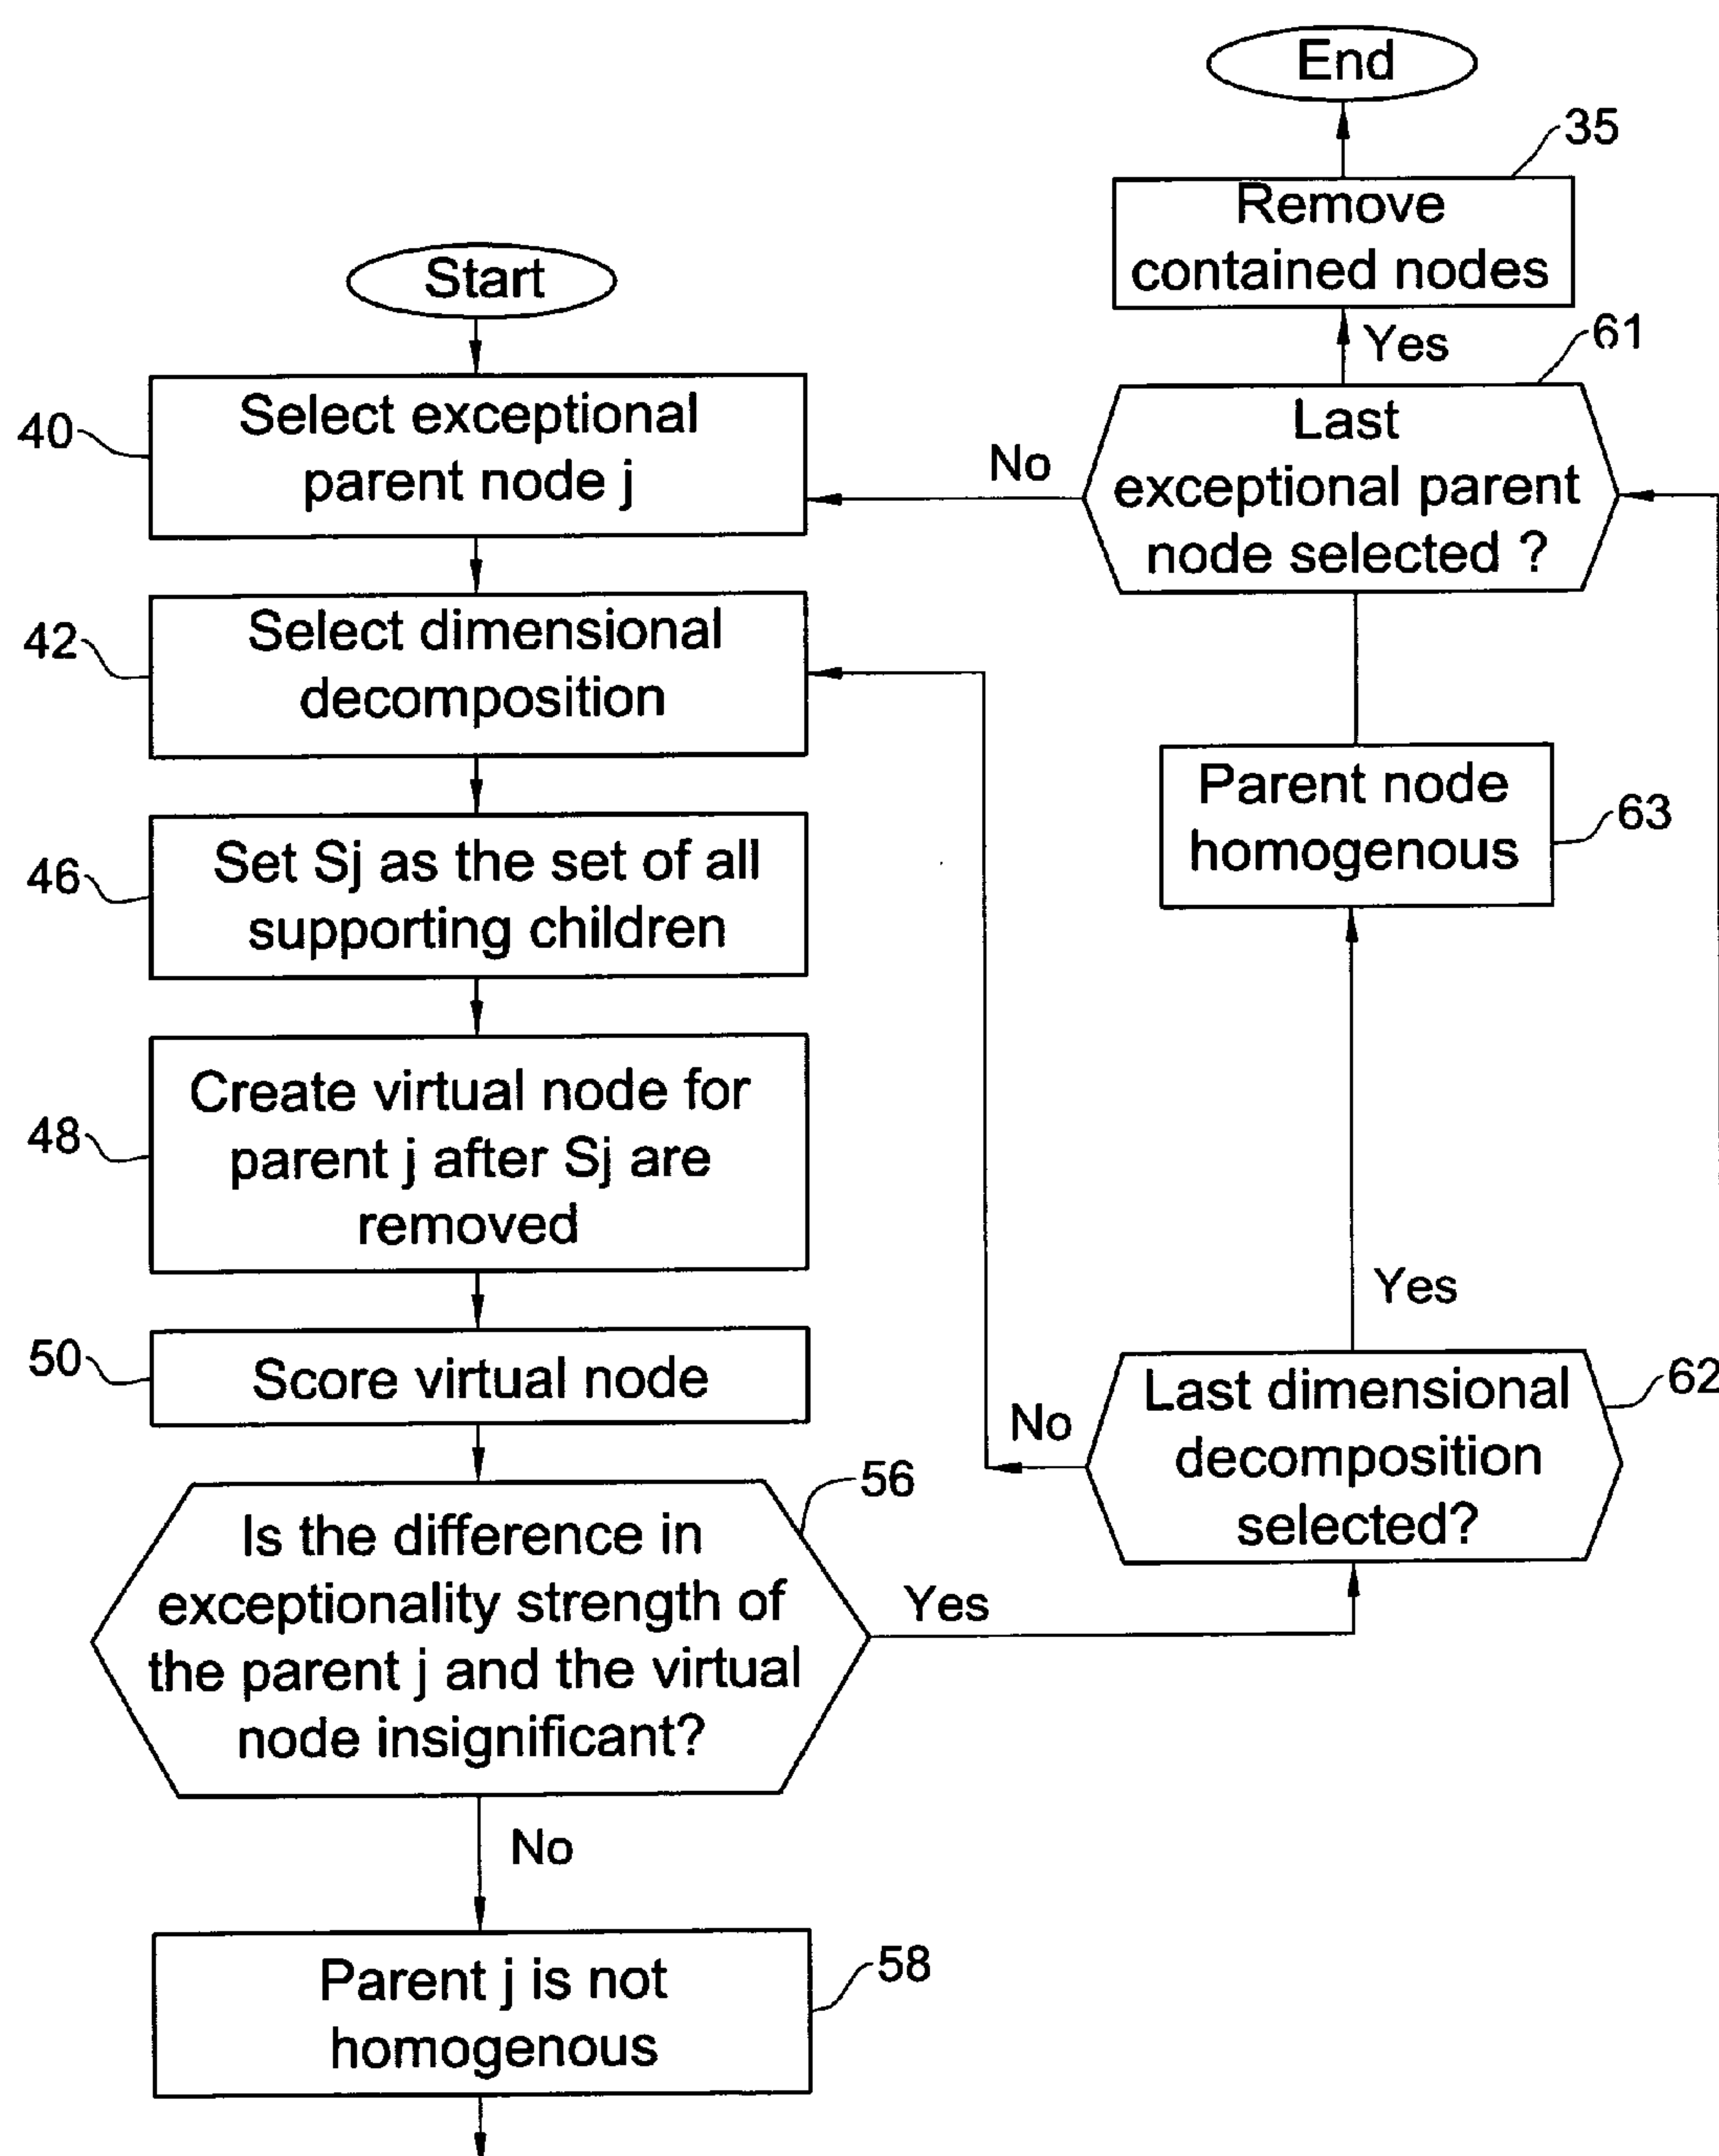 Start
40
Select exceptional
parent node j
42
Select dimensional
decomposition
46
Set Sj as the set of all
supporting children
48
Create virtual node for
parent j after Sj are
removed
50
Score virtual node
56
Is the difference in
exceptionality strength of
the parent j and the virtual
node insignificant?
Yes
No
58
Parent j is not
homogenous
End
35
Remove
contained nodes
Yes
61
Last
exceptional parent
node selected ?
No
Parent node
homogenous
63
Yes
62
Last dimensional
decomposition
selected?
No